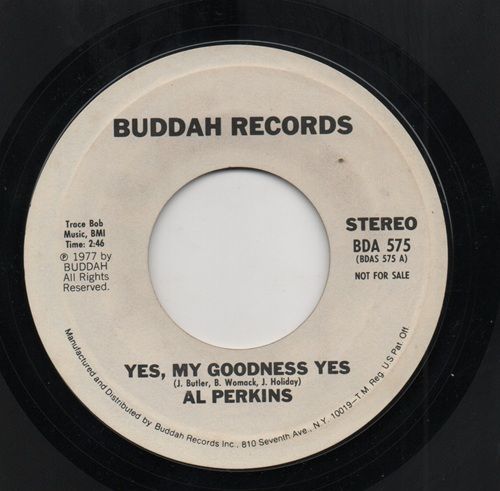 BUDDAH RECORDS
Trace Bob
Music, BMI
Time: 2:46
℗ 1977 by
BUDDAH
All Rights
Reserved.
STEREO
BDA 575
(BDAS 575 A)
NOT FOR SALE
YES, MY GOODNESS YES
(J. Butler, B. Womack, J. Holiday)
AL PERKINS
Manufactured and Distributed by Buddah Records Inc., 810 Seventh Ave., N.Y. 10019–T.M. Reg. U.S. Pat. Off.